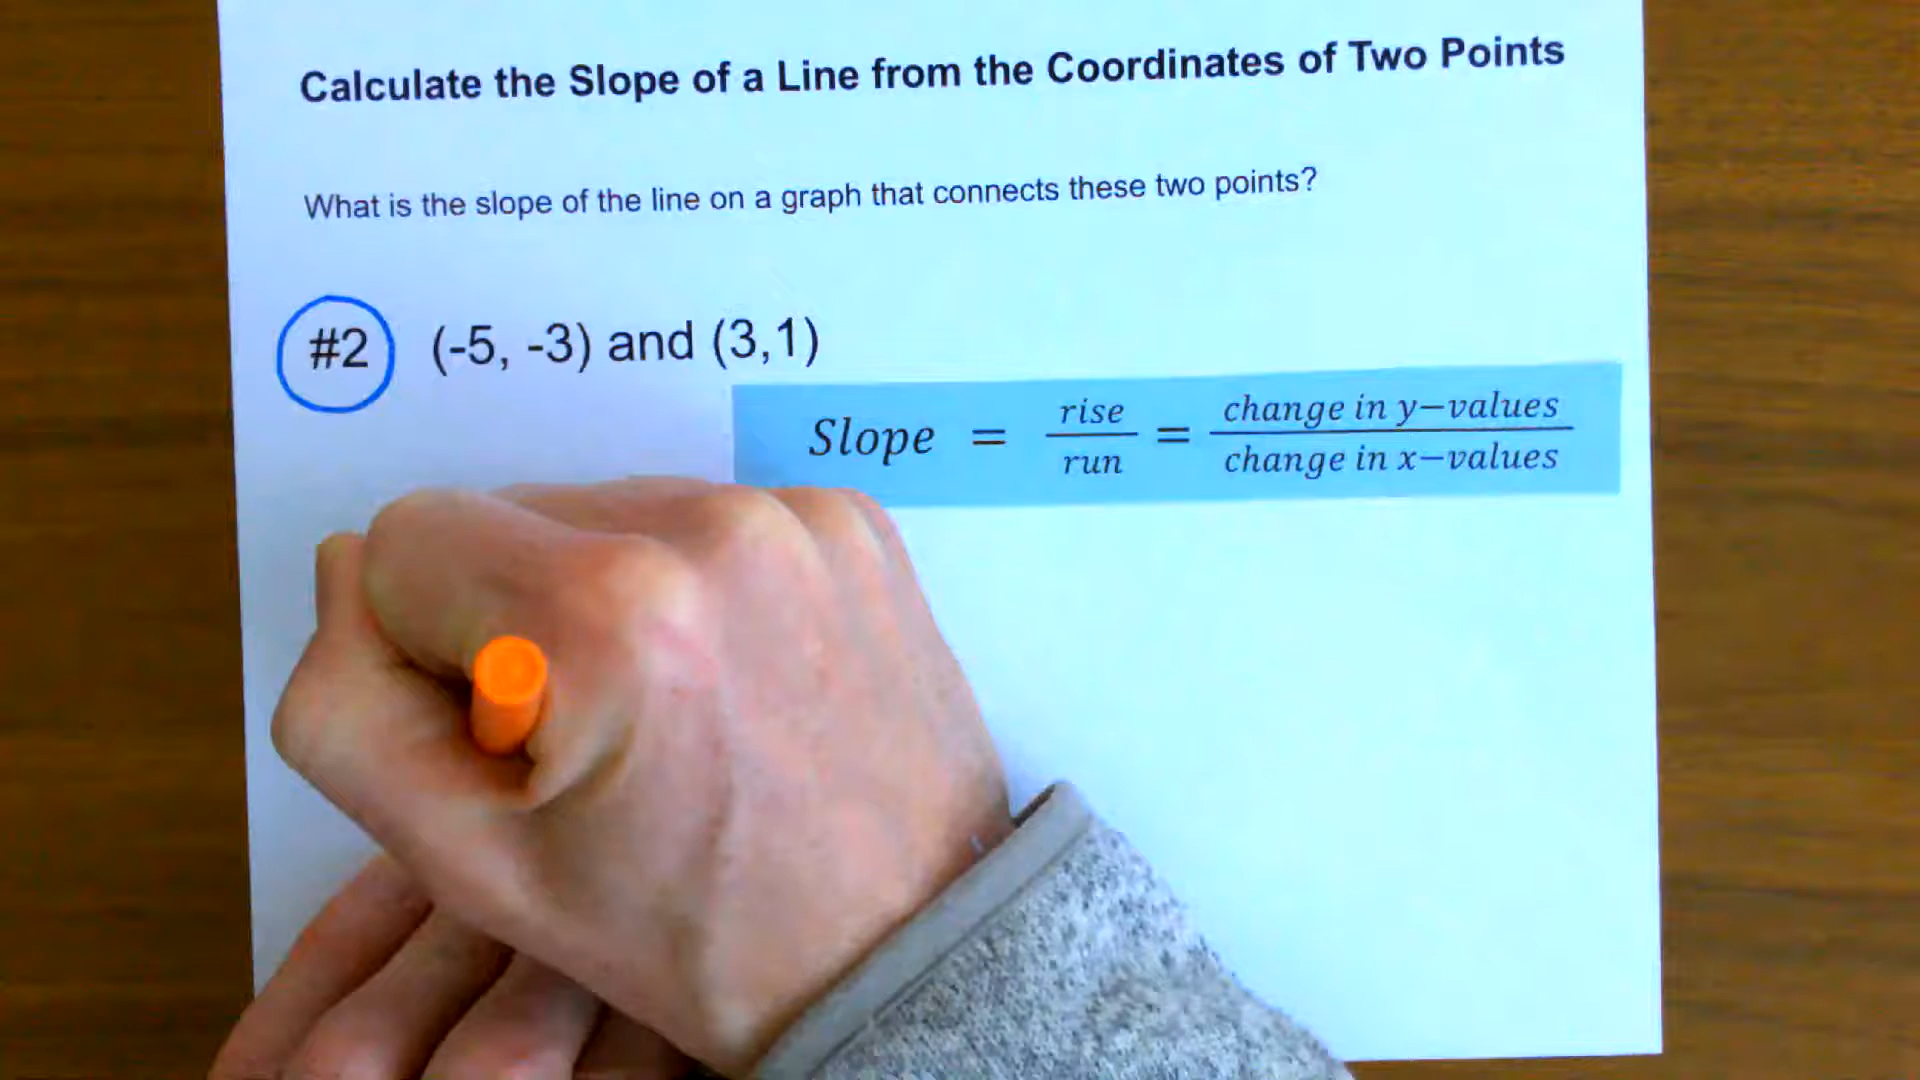 Calculate the Slope of a Line from the Coordinates of Two Points
What is the slope of the line on a graph that connects these two points?
#2 (-5, -3) and (3,1)
Slope = rise/run = change in y−values/change in x−values